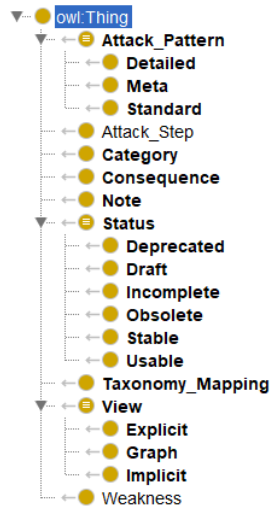 owl:Thing
Attack_Pattern
Detailed
Meta
Standard
Attack_Step
Category
Consequence
Note
Status
Deprecated
Draft
Incomplete
Obsolete
Stable
Usable
Taxonomy_Mapping
View
Explicit
Graph
Implicit
Weakness